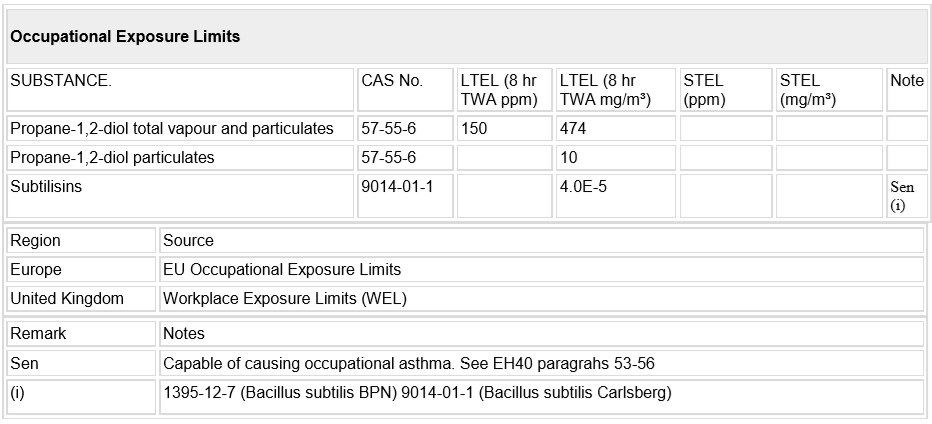 Occupational Exposure Limits
SUBSTANCE. CAS No. LTEL (8 hr TWA ppm) LTEL (8 hr TWA mg/m³) STEL (ppm) STEL (mg/m³) Note
Propane-1,2-diol total vapour and particulates 57-55-6 150 474
Propane-1,2-diol particulates 57-55-6 10
Subtilisins 9014-01-1 4.0E-5 Sen (i)
Region Source
Europe EU Occupational Exposure Limits
United Kingdom Workplace Exposure Limits (WEL)
Remark Notes
Sen Capable of causing occupational asthma. See EH40 paragrahs 53-56
(i) 1395-12-7 (Bacillus subtilis BPN) 9014-01-1 (Bacillus subtilis Carlsberg)